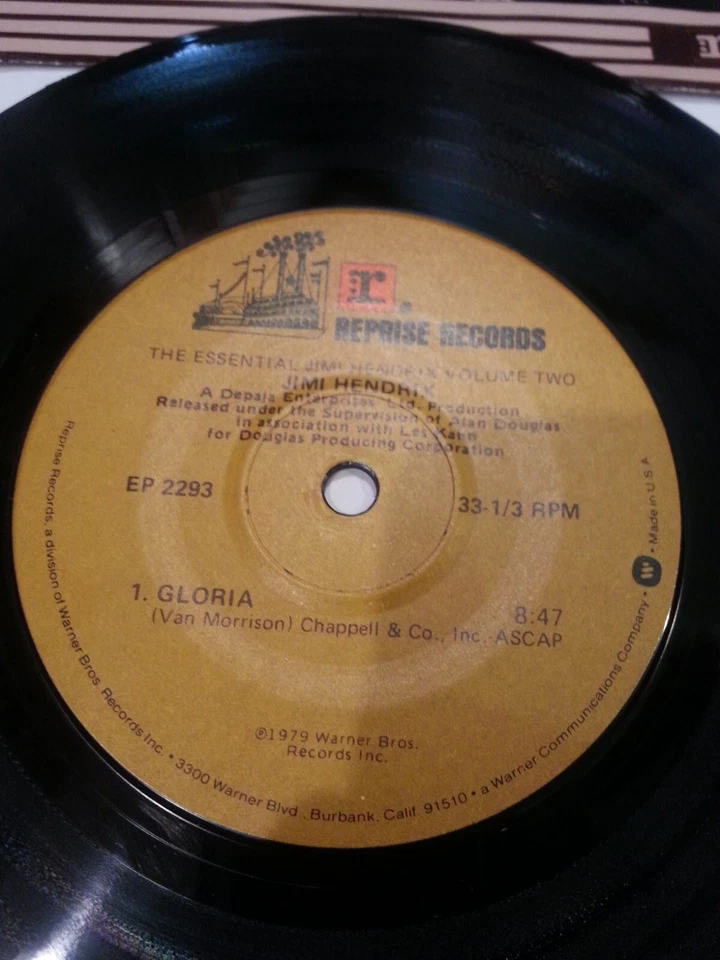 r
REPRISE RECORDS
THE ESSENTIAL JIMI HENDRIX VOLUME TWO
JIMI HENDRIX
A Depaja Enterprises, Ltd. Production
Released under the Supervision of Alan Douglas
in association with Les Kahn
for Douglas Producing Corporation
EP 2293
33-1/3 RPM
1. GLORIA
8:47
(Van Morrison) Chappell & Co., Inc.-ASCAP
℗1979 Warner Bros.
Records Inc.
Reprise Records, a division of Warner Bros. Records Inc. • 3300 Warner Blvd., Burbank, Calif. 91510 • a Warner Communications Company • Made in U.S.A.